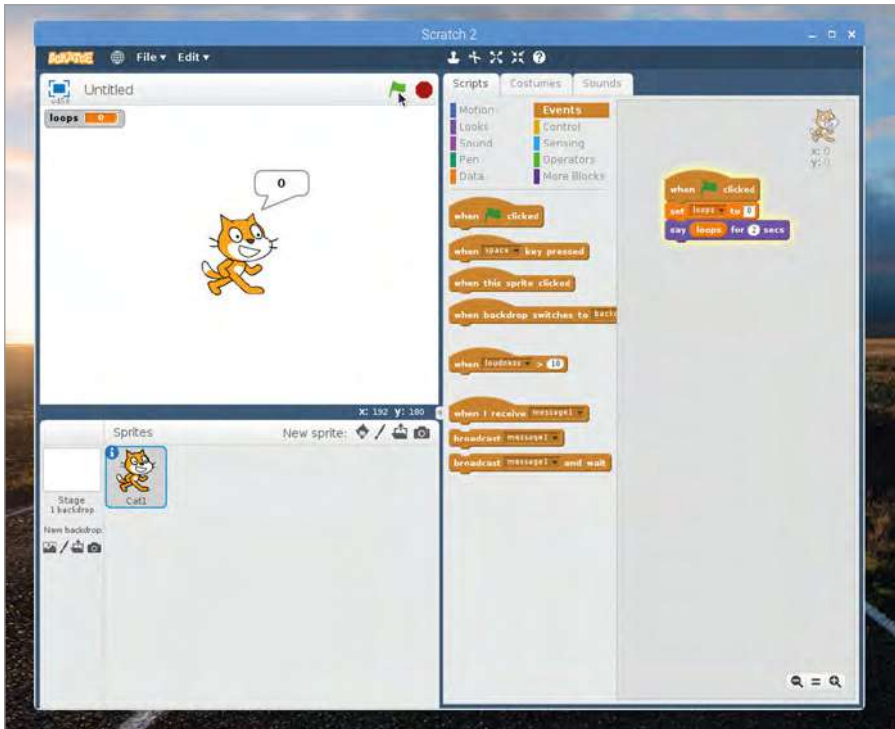 Scratch 2
SCRATCH File Edit
Untitled
v456
loops 0
0
x: 192 y: 180
Sprites New sprite:
Cat1
Stage
1 backdrop
New backdrop:
Scripts Costumes Sounds
Motion Events
Looks Control
Sound Sensing
Pen Operators
Data More Blocks
when clicked
when space key pressed
when this sprite clicked
when backdrop switches to
when loudness > 10
when I receive message1
broadcast message1
broadcast message1 and wait
x: 0
y: 0
when clicked
set loops to 0
say loops for 2 secs